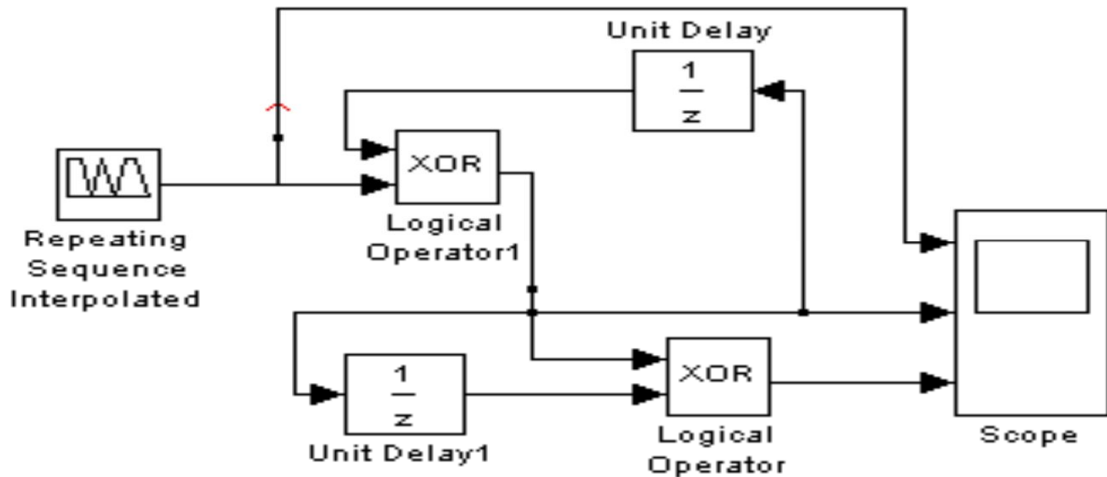 Unit Delay
1
z
XOR
Logical
Operator1
Repeating
Sequence
Interpolated
1
z
Unit Delay1
XOR
Logical
Operator
Scope